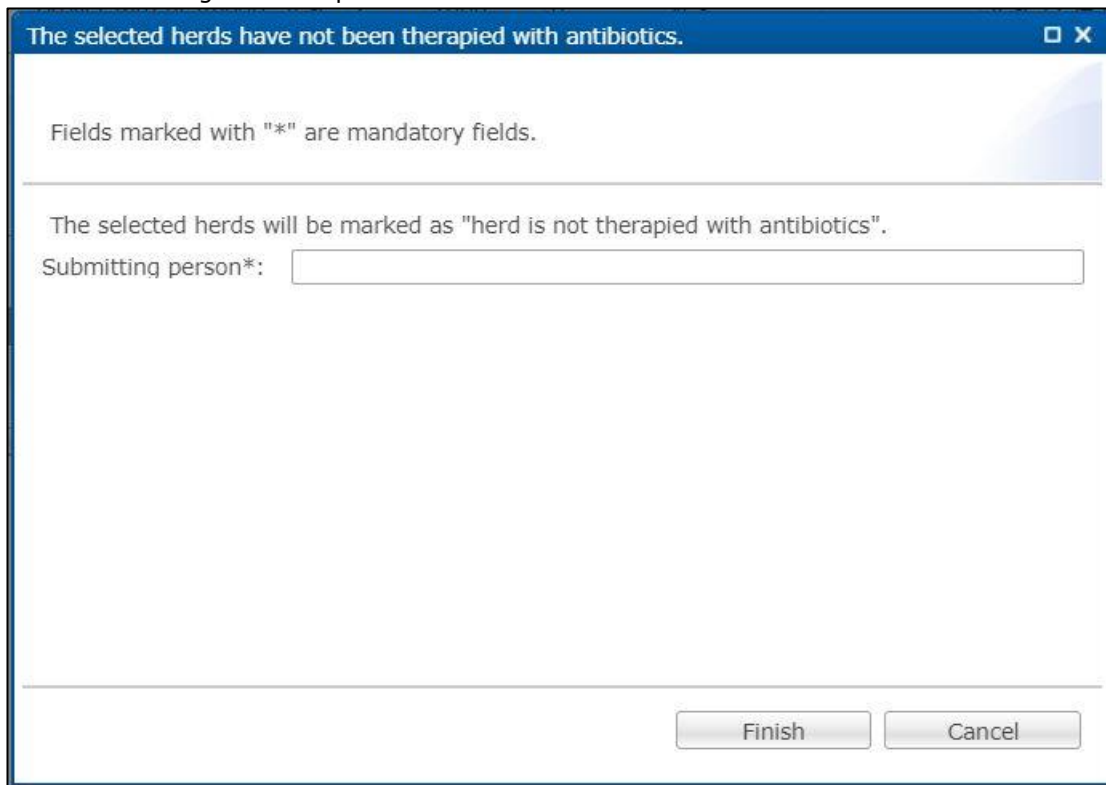 The selected herds have not been therapied with antibiotics.
Fields marked with "*" are mandatory fields.
The selected herds will be marked as "herd is not therapied with antibiotics".
Submitting person*:
Finish Cancel